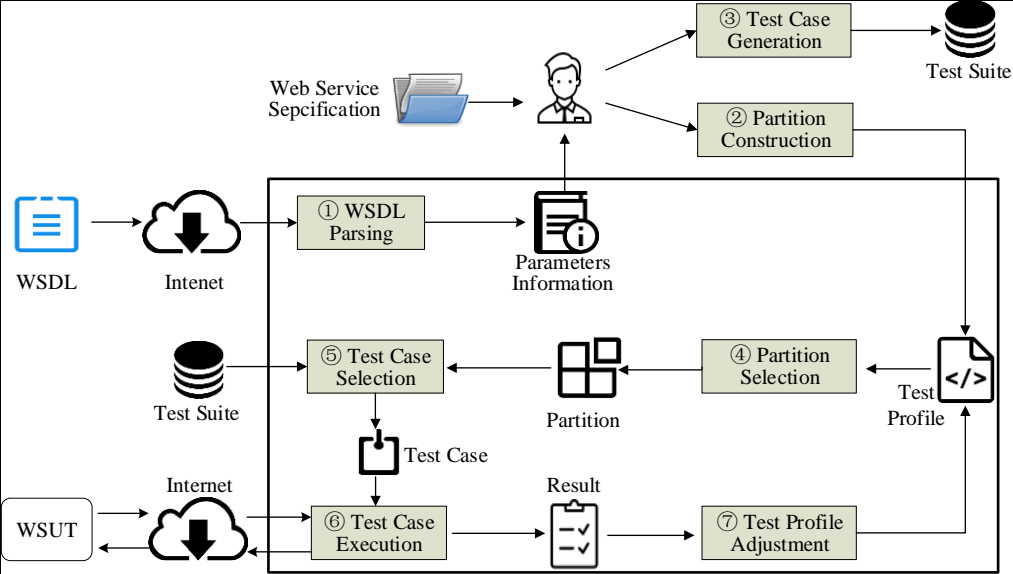 ③ Test Case
Generation
Test Suite
Web Service
Sepcification
② Partition
Construction
① WSDL
Parsing
WSDL
Intenet
Parameters
Information
⑤ Test Case
Selection
④ Partition
Selection
</>
Test
Profile
Test Suite
Partition
Test Case
Internet
Result
WSUT
⑥ Test Case
Execution
⑦ Test Profile
Adjustment